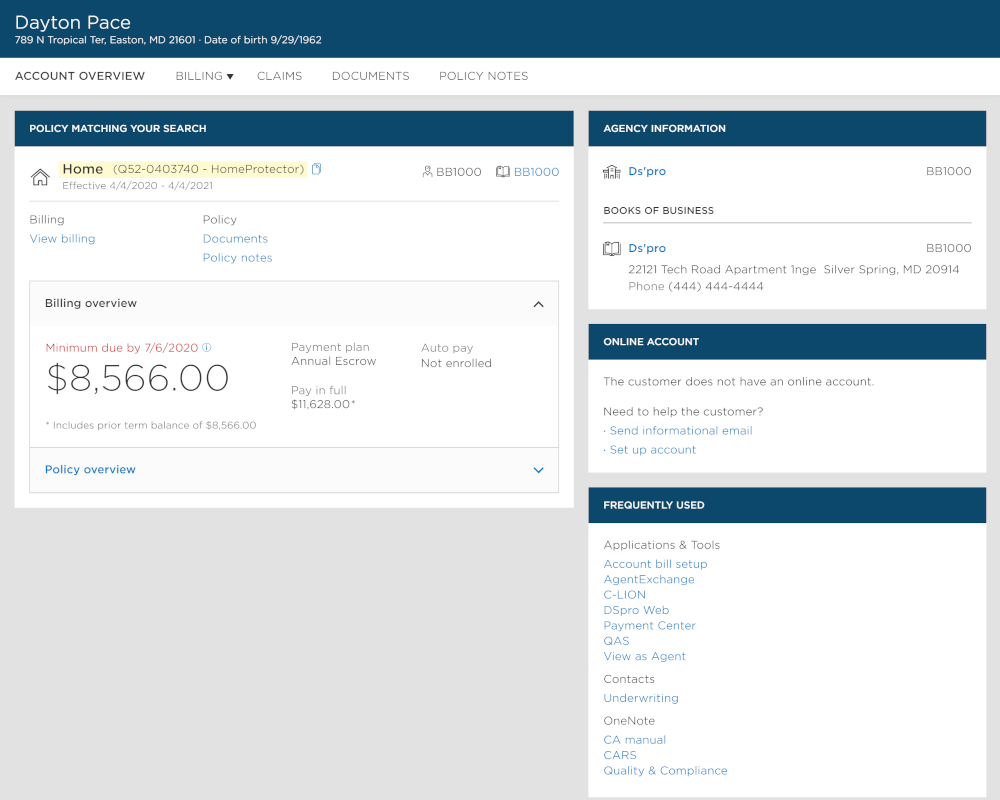 Dayton Pace
789 N Tropical Ter, Easton, MD 21601 · Date of birth 9/29/1962
ACCOUNT OVERVIEW BILLING ▼ CLAIMS DOCUMENTS POLICY NOTES
POLICY MATCHING YOUR SEARCH
Home (Q52-0403740 - HomeProtector) BB1000 BB1000
Effective 4/4/2020 - 4/4/2021
Billing
View billing
Policy
Documents
Policy notes
Billing overview
Minimum due by 7/6/2020
$8,566.00
* Includes prior term balance of $8,566.00
Payment plan
Annual Escrow
Pay in full
$11,628.00*
Auto pay
Not enrolled
Policy overview
AGENCY INFORMATION
Ds'pro BB1000
BOOKS OF BUSINESS
Ds'pro BB1000
22121 Tech Road Apartment 1nge Silver Spring, MD 20914
Phone (444) 444-4444
ONLINE ACCOUNT
The customer does not have an online account.
Need to help the customer?
· Send informational email
· Set up account
FREQUENTLY USED
Applications & Tools
Account bill setup
AgentExchange
C-LION
DSpro Web
Payment Center
QAS
View as Agent
Contacts
Underwriting
OneNote
CA manual
CARS
Quality & Compliance